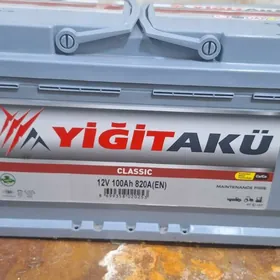 YİĞİTAKÜ
CLASSIC
12V 100Ah 820A(EN)
MAINTENANCE FREE